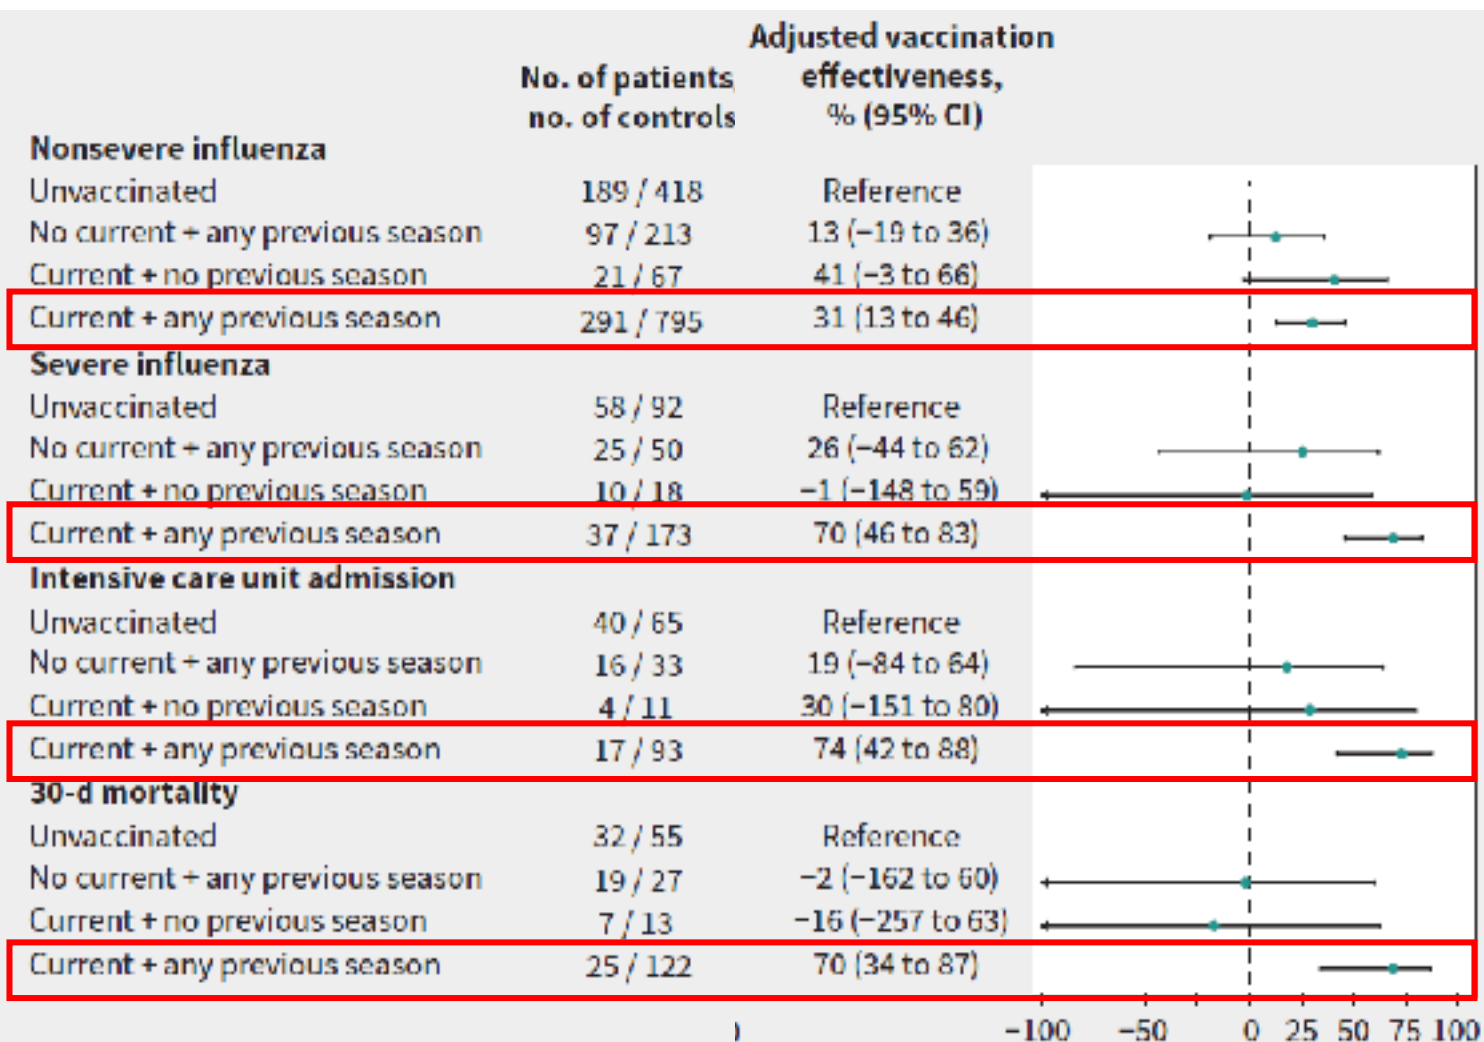 Adjusted vaccination
effectiveness,
% (95% CI)
No. of patients
no. of controls
Nonsevere influenza
Unvaccinated 189 / 418 Reference
No current + any previous season 97 / 213 13 (−19 to 36)
Current + no previous season 21 / 67 41 (−3 to 66)
Current + any previous season 291 / 795 31 (13 to 46)
Severe influenza
Unvaccinated 58 / 92 Reference
No current + any previous season 25 / 50 26 (−44 to 62)
Current + no previous season 10 / 18 −1 (−148 to 59)
Current + any previous season 37 / 173 70 (46 to 83)
Intensive care unit admission
Unvaccinated 40 / 65 Reference
No current + any previous season 16 / 33 19 (−84 to 64)
Current + no previous season 4 / 11 30 (−151 to 80)
Current + any previous season 17 / 93 74 (42 to 88)
30-d mortality
Unvaccinated 32 / 55 Reference
No current + any previous season 19 / 27 −2 (−162 to 60)
Current + no previous season 7 / 13 −16 (−257 to 63)
Current + any previous season 25 / 122 70 (34 to 87)
−100 −50 0 25 50 75 100